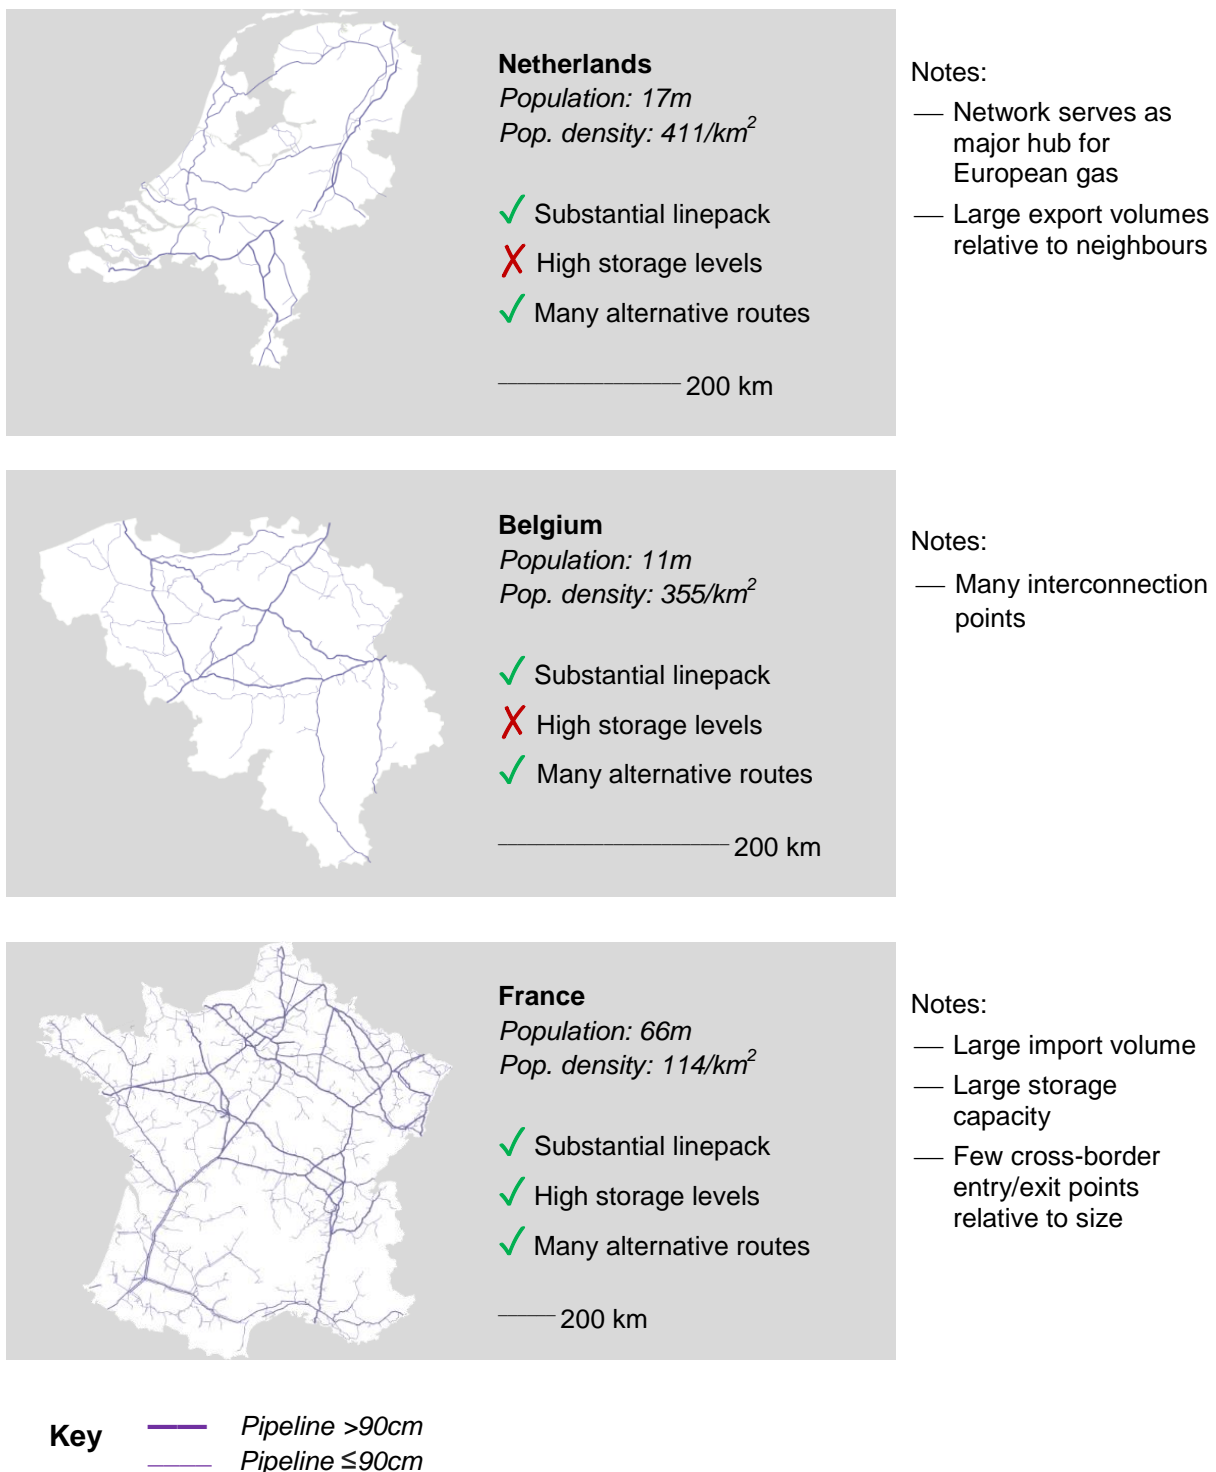 Netherlands
Population: 17m
Pop. density: 411/km²
✓ Substantial linepack
✗ High storage levels
✓ Many alternative routes
200 km
Notes:
— Network serves as
major hub for
European gas
— Large export volumes
relative to neighbours
Belgium
Population: 11m
Pop. density: 355/km²
✓ Substantial linepack
✗ High storage levels
✓ Many alternative routes
200 km
Notes:
— Many interconnection
points
France
Population: 66m
Pop. density: 114/km²
✓ Substantial linepack
✓ High storage levels
✓ Many alternative routes
200 km
Notes:
— Large import volume
— Large storage
capacity
— Few cross-border
entry/exit points
relative to size
Key
Pipeline >90cm
Pipeline ≤90cm